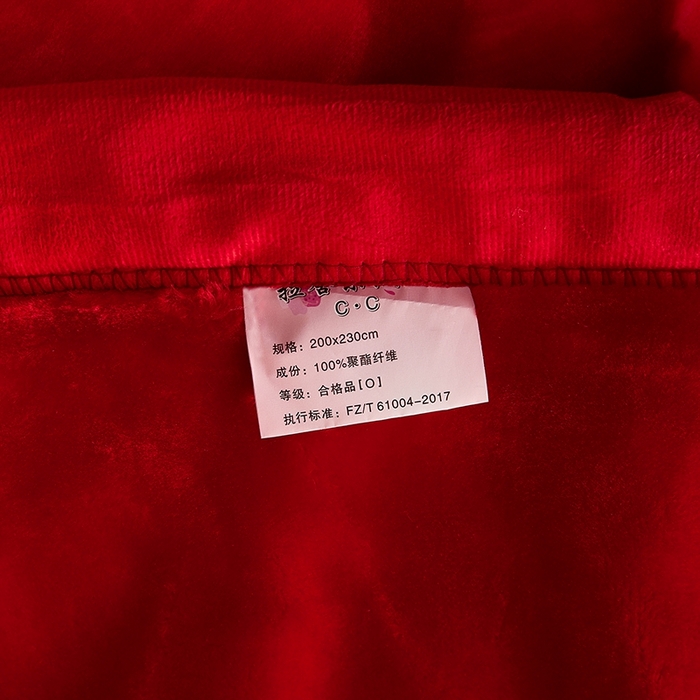 C·C
规格：200x230cm
成份：100%聚酯纤维
等级：合格品[O]
执行标准：FZ/T 61004-2017